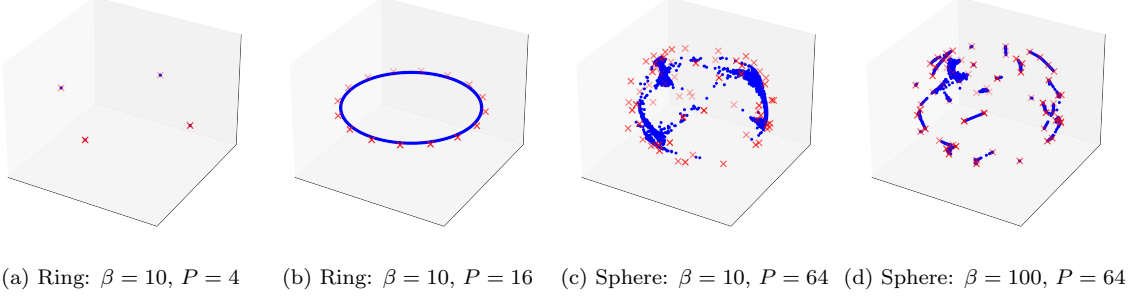 (a) Ring: β = 10, P = 4 (b) Ring: β = 10, P = 16 (c) Sphere: β = 10, P = 64 (d) Sphere: β = 100, P = 64